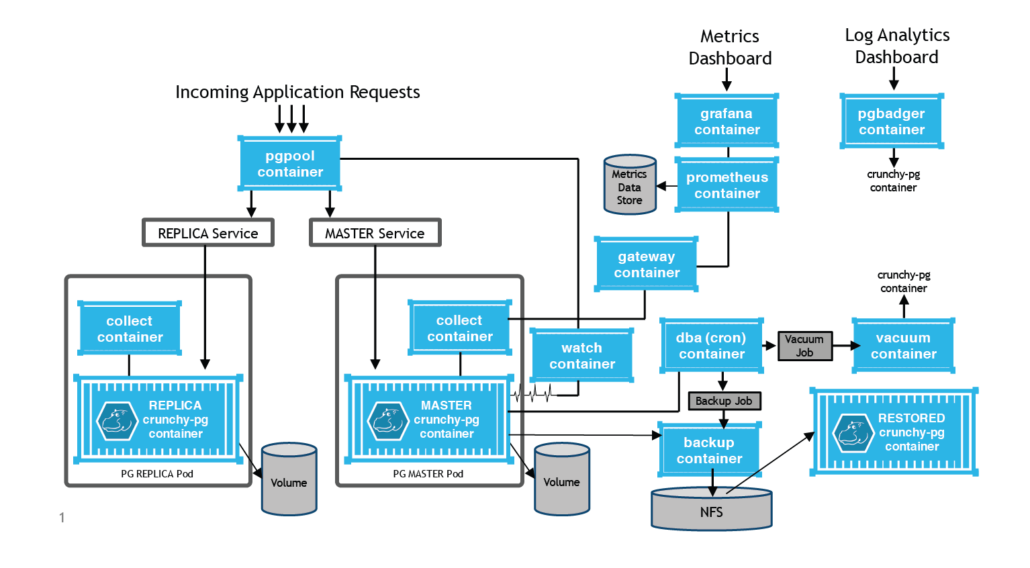 Metrics
Dashboard
Log Analytics
Dashboard
Incoming Application Requests
grafana
container
pgbadger
container
pgpool
container
Metrics
Data
Store
prometheus
container
crunchy-pg
container
REPLICA Service
MASTER Service
gateway
container
crunchy-pg
container
collect
container
collect
container
watch
container
dba (cron)
container
Vacuum
Job
vacuum
container
Backup Job
REPLICA
crunchy-pg
container
MASTER
crunchy-pg
container
backup
container
RESTORED
crunchy-pg
container
PG REPLICA Pod
Volume
PG MASTER Pod
Volume
NFS
1